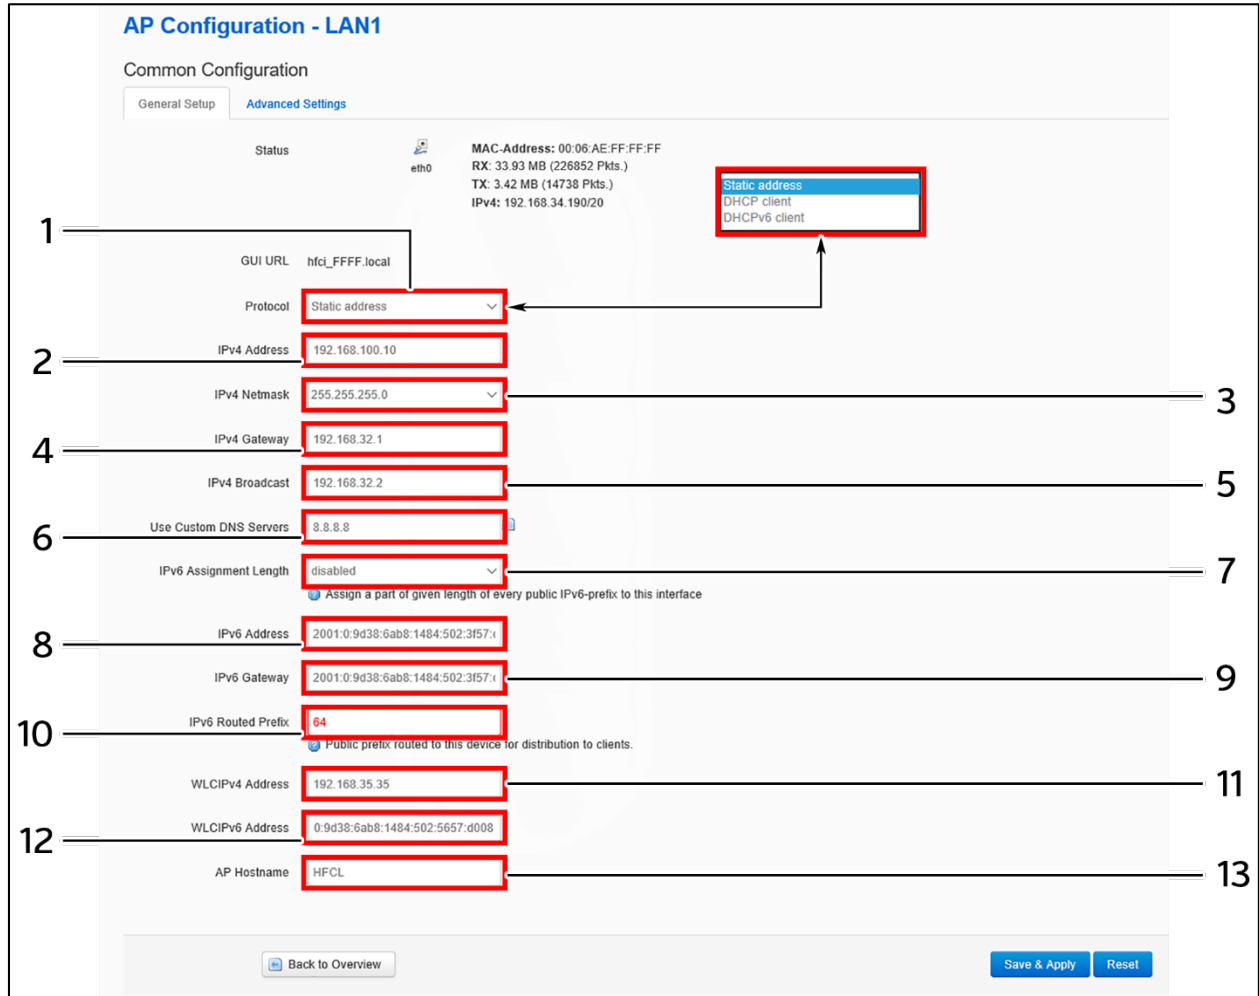 AP Configuration - LAN1
Common Configuration
General Setup Advanced Settings
Status eth0 MAC-Address: 00:06:AE:FF:FF:FF
RX: 33.93 MB (226852 Pkts.)
TX: 3.42 MB (14738 Pkts.)
IPv4: 192.168.34.190/20
Static address
DHCP client
DHCPv6 client
1
GUI URL hfci_FFFF.local
Protocol Static address
2 IPv4 Address 192.168.100.10
IPv4 Netmask 255.255.255.0 3
4 IPv4 Gateway 192.168.32.1
IPv4 Broadcast 192.168.32.2 5
6 Use Custom DNS Servers 8.8.8.8
IPv6 Assignment Length disabled 7
Assign a part of given length of every public IPv6-prefix to this interface
8 IPv6 Address 2001:0:9d38:6ab8:1484:502:3f57:
IPv6 Gateway 2001:0:9d38:6ab8:1484:502:3f57: 9
10 IPv6 Routed Prefix 64
Public prefix routed to this device for distribution to clients.
WLCIPv4 Address 192.168.35.35 11
12 WLCIPv6 Address 0:9d38:6ab8:1484:502:5657:d008
AP Hostname HFCL 13
Back to Overview Save & Apply Reset